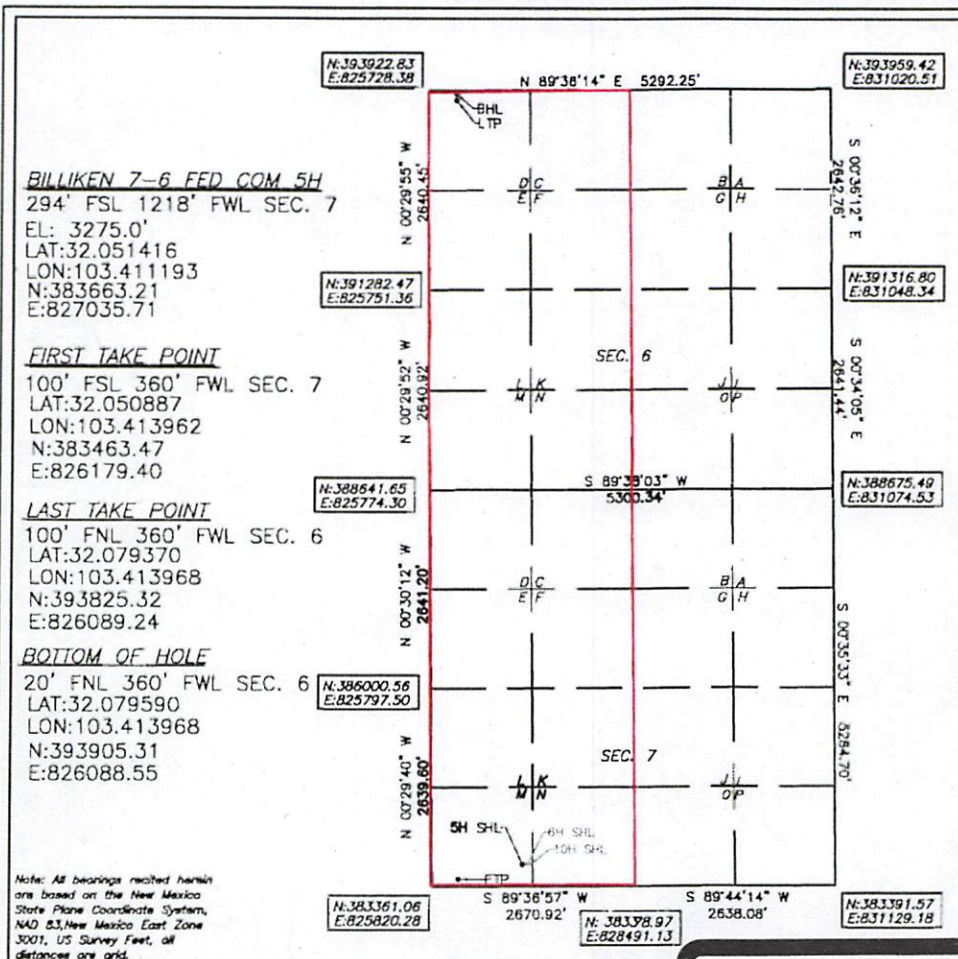 BILLIKEN 7-6 FED COM 5H
294' FSL 1218' FWL SEC. 7
EL: 3275.0'
LAT:32.051416
LON:103.411193
N:383663.21
E:827035.71
FIRST TAKE POINT
100' FSL 360' FWL SEC. 7
LAT:32.050887
LON:103.413962
N:383463.47
E:826179.40
LAST TAKE POINT
100' FNL 360' FWL SEC. 6
LAT:32.079370
LON:103.413968
N:393825.32
E:826089.24
BOTTOM OF HOLE
20' FNL 360' FWL SEC. 6
LAT:32.079590
LON:103.413968
N:393905.31
E:826088.55
Note: All bearings recited herein
are based on the New Mexico
State Plane Coordinate System,
NAD 83,New Mexico East Zone
3001, US Survey Feet, all
distances are grid.
N:393922.83
E:825728.38
N 89°38'14" E 5292.25'
N:393959.42
E:831020.51
BHL
LTP
N 00°29'55" W
2640.45'
D C
E F
B A
G H
S 00°36'12" E
2642.76'
N:391282.47
E:825751.36
N:391316.80
E:831048.34
SEC. 6
N 00°29'52" W
2640.92'
L K
M N
J I
O P
S 00°34'05" E
2641.44'
N:388641.65
E:825774.30
S 89°38'03" W
5300.34'
N:388675.49
E:831074.53
N 00°30'12" W
2641.20'
D C
E F
B A
G H
S 00°35'33" E 5284.70'
N:386000.56
E:825797.50
SEC. 7
N 00°29'40" W
2639.60'
L K
M N
J I
O P
5H SHL
6H SHL
10H SHL
FTP
N:383361.06
E:825820.28
S 89°36'57" W
2670.92'
N: 383378.97
E:828491.13
S 89°44'14" W
2638.08'
N:383391.57
E:831129.18